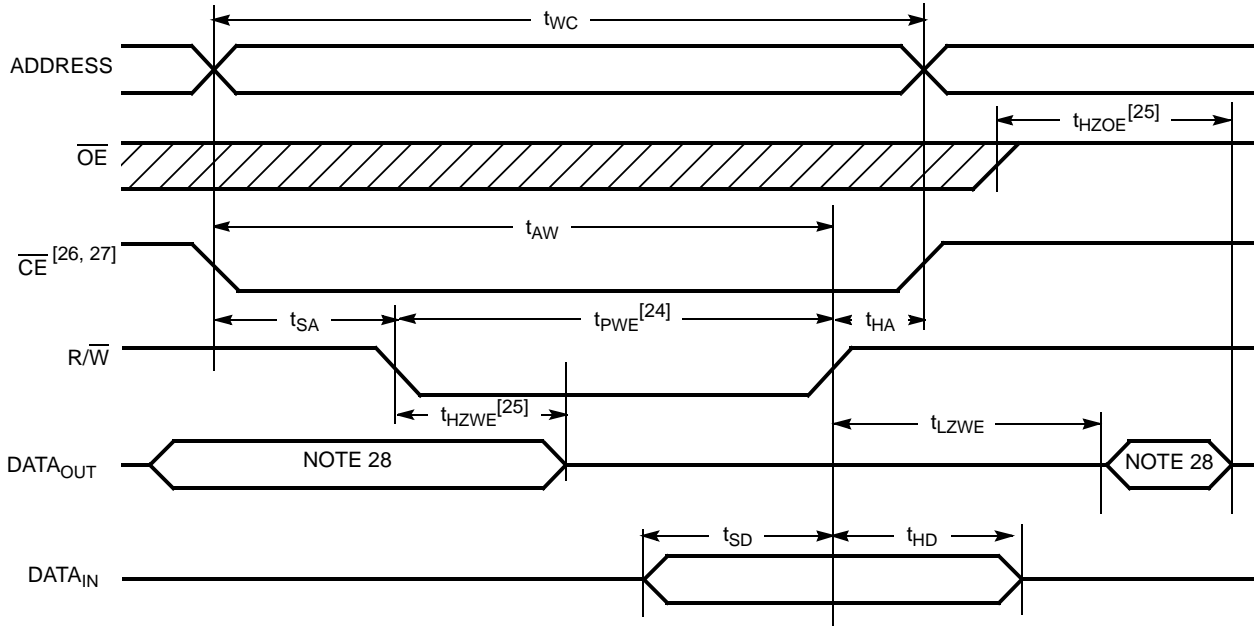 tWC
ADDRESS
tHZOE[25]
OE
tAW
CE[26, 27]
tSA
tPWE[24]
tHA
R/W
tHZWE[25]
tLZWE
DATAOUT
NOTE 28
NOTE 28
tSD
tHD
DATAIN